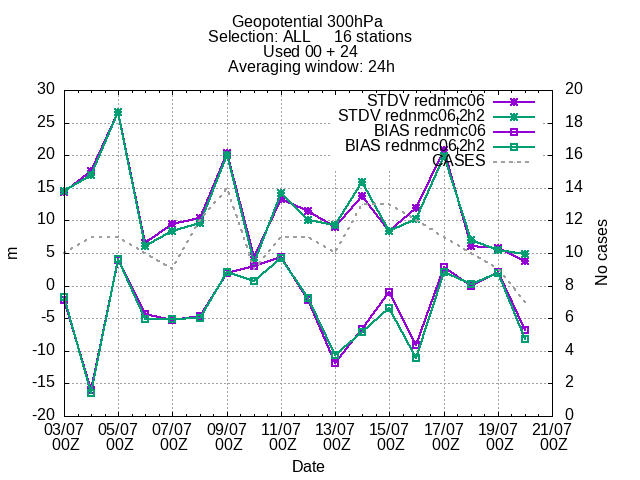 Geopotential 300hPa
Selection: ALL 16 stations
Used 00 + 24
Averaging window: 24h
30 20
25 18
20 16
15 14
10 12
5 10
0 8
-5 6
-10 4
-15 2
-20 0
STDV rednmc06
STDV rednmc06,2h2
BIAS rednmc06
BIAS rednmc06,2h2
CASES
m
No cases
03/07 05/07 07/07 09/07 11/07 13/07 15/07 17/07 19/07 21/07
00Z 00Z 00Z 00Z 00Z 00Z 00Z 00Z 00Z 00Z
Date